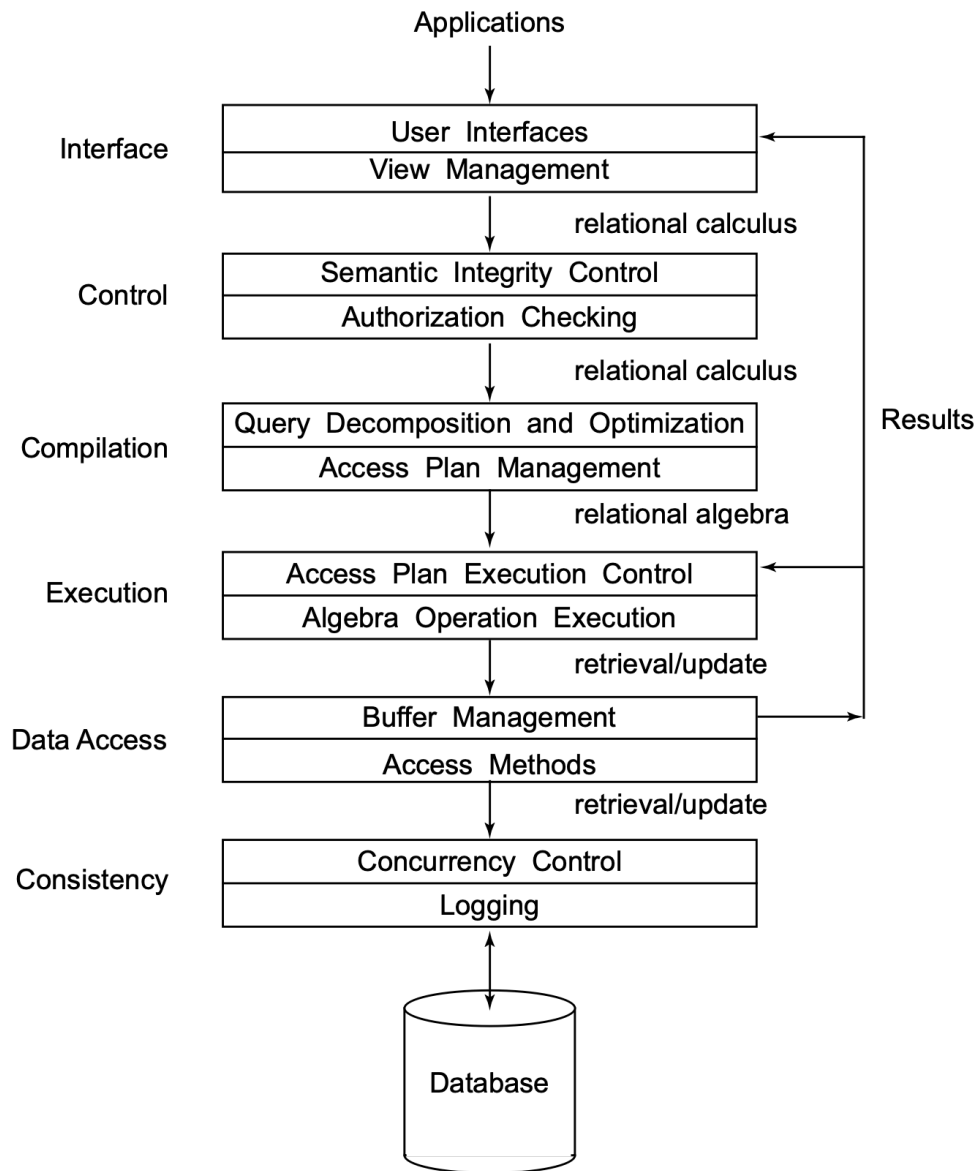 Applications
Interface
User Interfaces
View Management
relational calculus
Control
Semantic Integrity Control
Authorization Checking
relational calculus
Compilation
Query Decomposition and Optimization
Access Plan Management
Results
relational algebra
Execution
Access Plan Execution Control
Algebra Operation Execution
retrieval/update
Data Access
Buffer Management
Access Methods
retrieval/update
Consistency
Concurrency Control
Logging
Database